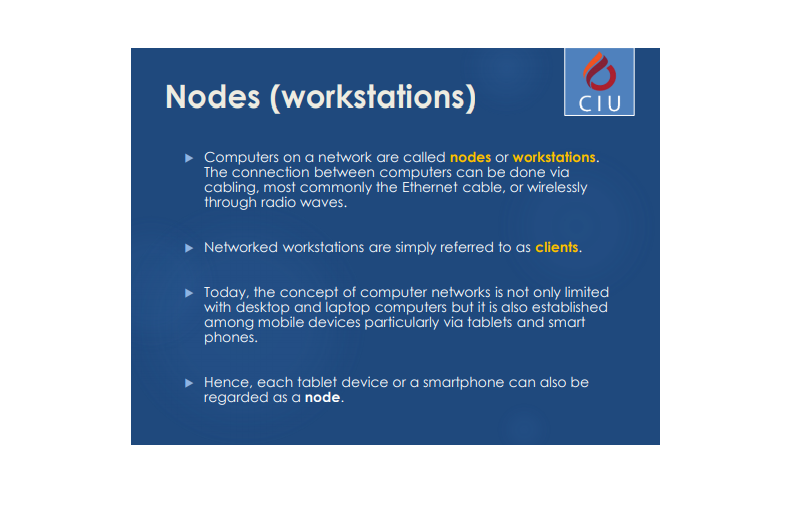 CIU
Nodes (workstations)
Computers on a network are called nodes or workstations.
The connection between computers can be done via
cabling, most commonly the Ethernet cable, or wirelessly
through radio waves.
Networked workstations are simply referred to as clients.
Today, the concept of computer networks is not only limited
with desktop and laptop computers but it is also established
among mobile devices particularly via tablets and smart
phones.
Hence, each tablet device or a smartphone can also be
regarded as a node.